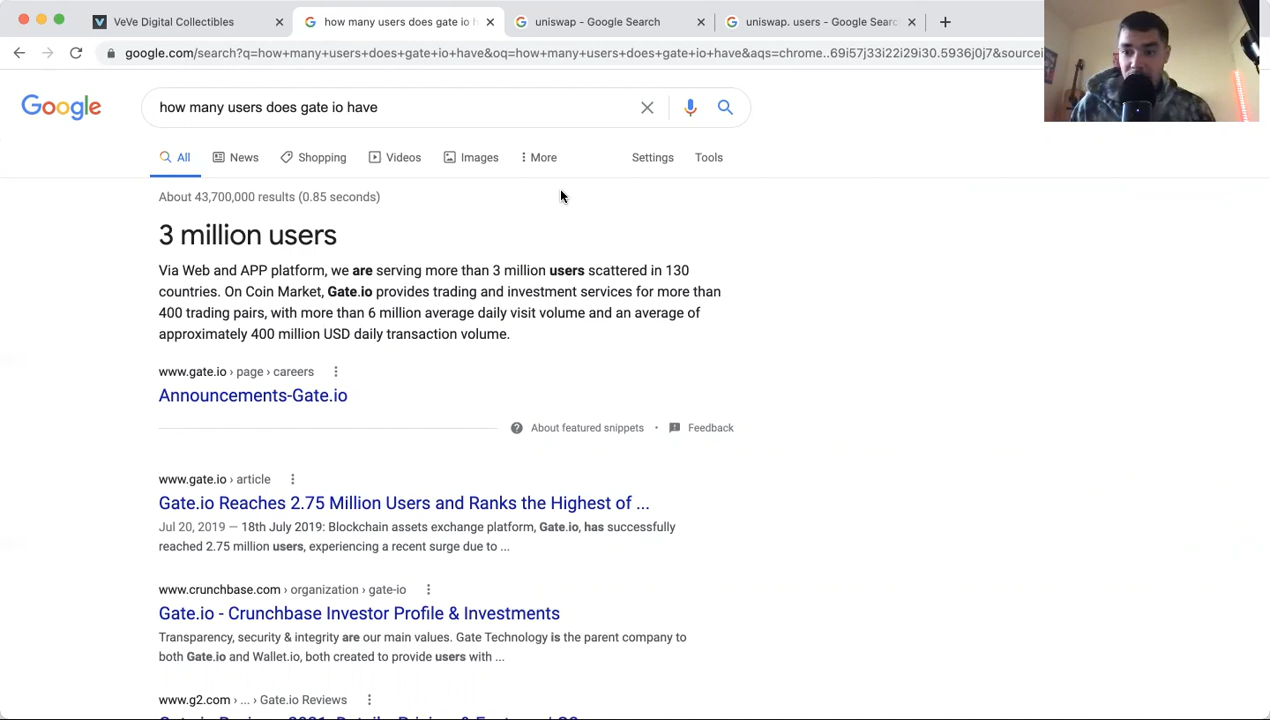 VeVe Digital Collectibles
how many users does gate io h
uniswap - Google Search
uniswap. users - Google Searc
google.com/search?q=how+many+users+does+gate+io+have&oq=how+many+users+does+gate+io+have&aqs=chrome..69i57j33i22i29i30.5936j0j7&sourcei
Google
how many users does gate io have
All
News
Shopping
Videos
Images
More
Settings
Tools
About 43,700,000 results (0.85 seconds)
3 million users
Via Web and APP platform, we are serving more than 3 million users scattered in 130
countries. On Coin Market, Gate.io provides trading and investment services for more than
400 trading pairs, with more than 6 million average daily visit volume and an average of
approximately 400 million USD daily transaction volume.
www.gate.io › page › careers
Announcements-Gate.io
About featured snippets • Feedback
www.gate.io › article
Gate.io Reaches 2.75 Million Users and Ranks the Highest of ...
Jul 20, 2019 — 18th July 2019: Blockchain assets exchange platform, Gate.io, has successfully
reached 2.75 million users, experiencing a recent surge due to ...
www.crunchbase.com › organization › gate-io
Gate.io - Crunchbase Investor Profile & Investments
Transparency, security & integrity are our main values. Gate Technology is the parent company to
both Gate.io and Wallet.io, both created to provide users with ...
www.g2.com › ... › Gate.io Reviews